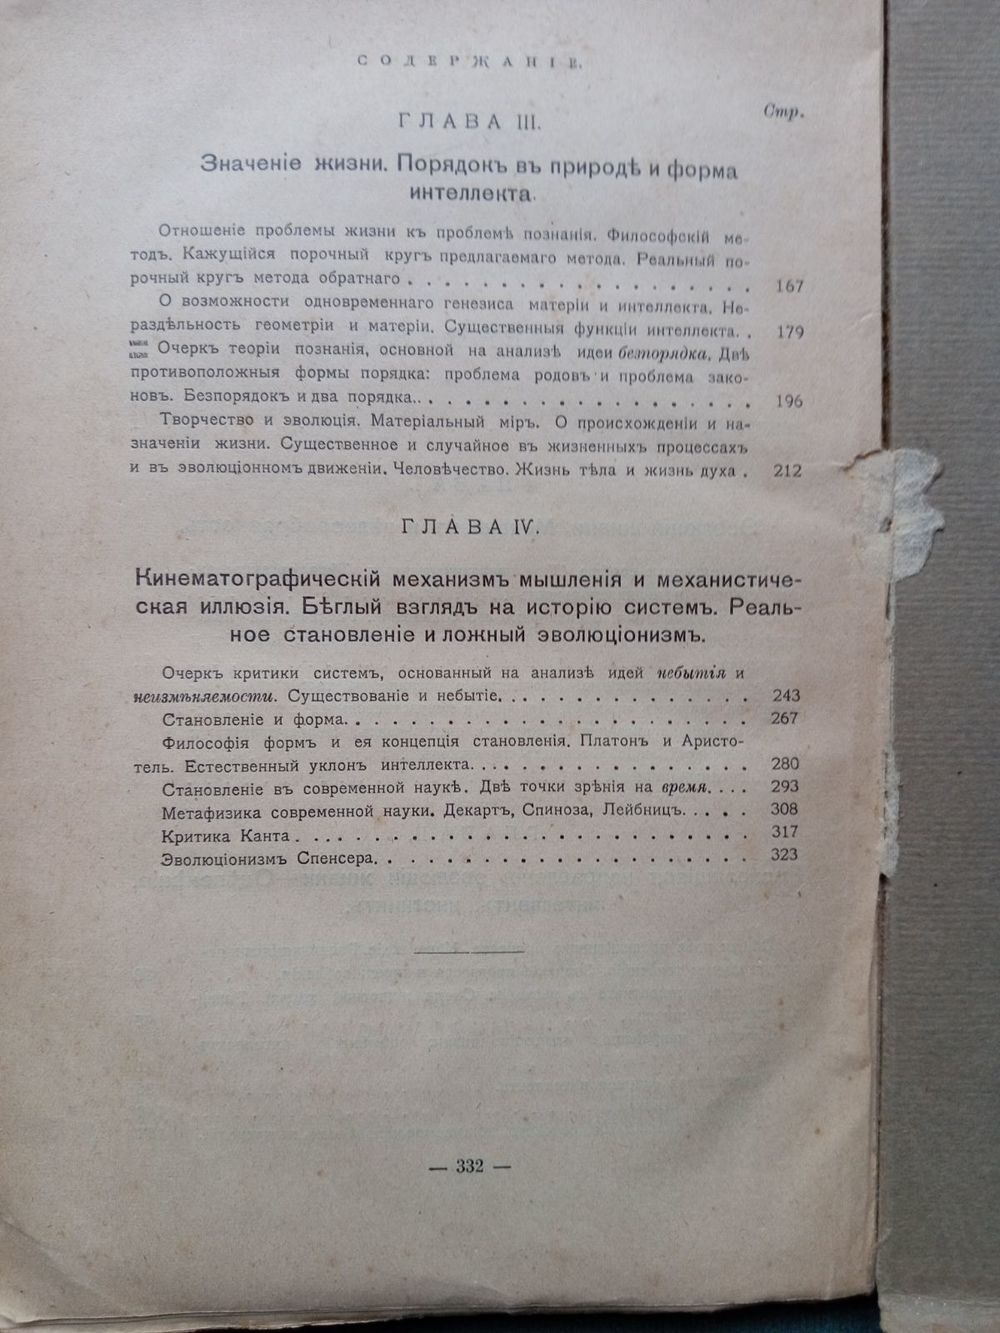 СОДЕРЖАНІЕ.
Стр.
ГЛАВА III.
Значеніе жизни. Порядокъ въ природѣ и форма
интеллекта.
Отношеніе проблемы жизни къ проблемѣ познанія. Философскій ме-
тодъ. Кажущійся порочный кругъ предлагаемаго метода. Реальный по-
рочный кругъ метода обратнаго . . . . . . . . . . . . . . . 167
О возможности одновременнаго генезиса матеріи и интеллекта. Не-
раздѣльность геометріи и матеріи. Существенныя функціи интеллекта. . 179
Очеркъ теоріи познанія, основной на анализѣ идеи безпорядка. Двѣ
противоположныя формы порядка: проблема родовъ и проблема зако-
новъ. Безпорядокъ и два порядка. . . . . . . . . . . . . . . 196
Творчество и эволюція. Матеріальный міръ. О происхожденіи и на-
значеніи жизни. Существенное и случайное въ жизненныхъ процессахъ
и въ эволюціонномъ движеніи. Человѣчество. Жизнь тѣла и жизнь духа . 212
ГЛАВА IV.
Кинематографическій механизмъ мышленія и механистиче-
ская иллюзія. Бѣглый взглядъ на исторію системъ. Реаль-
ное становленіе и ложный эволюціонизмъ.
Очеркъ критики системъ, основанный на анализѣ идей небытія и
неизмѣняемости. Существованіе и небытіе. . . . . . . . . . . . 243
Становленіе и форма. . . . . . . . . . . . . . . . . . 267
Философія формъ и ея концепція становленія. Платонъ и Аристо-
тель. Естественный уклонъ интеллекта. . . . . . . . . . . . . 280
Становленіе въ современной наукѣ. Двѣ точки зрѣнія на время. . . . 293
Метафизика современной науки. Декартъ, Спиноза, Лейбницъ. . . . . 308
Критика Канта . . . . . . . . . . . . . . . . . . . . 317
Эволюціонизмъ Спенсера. . . . . . . . . . . . . . . . . 323
— 332 —